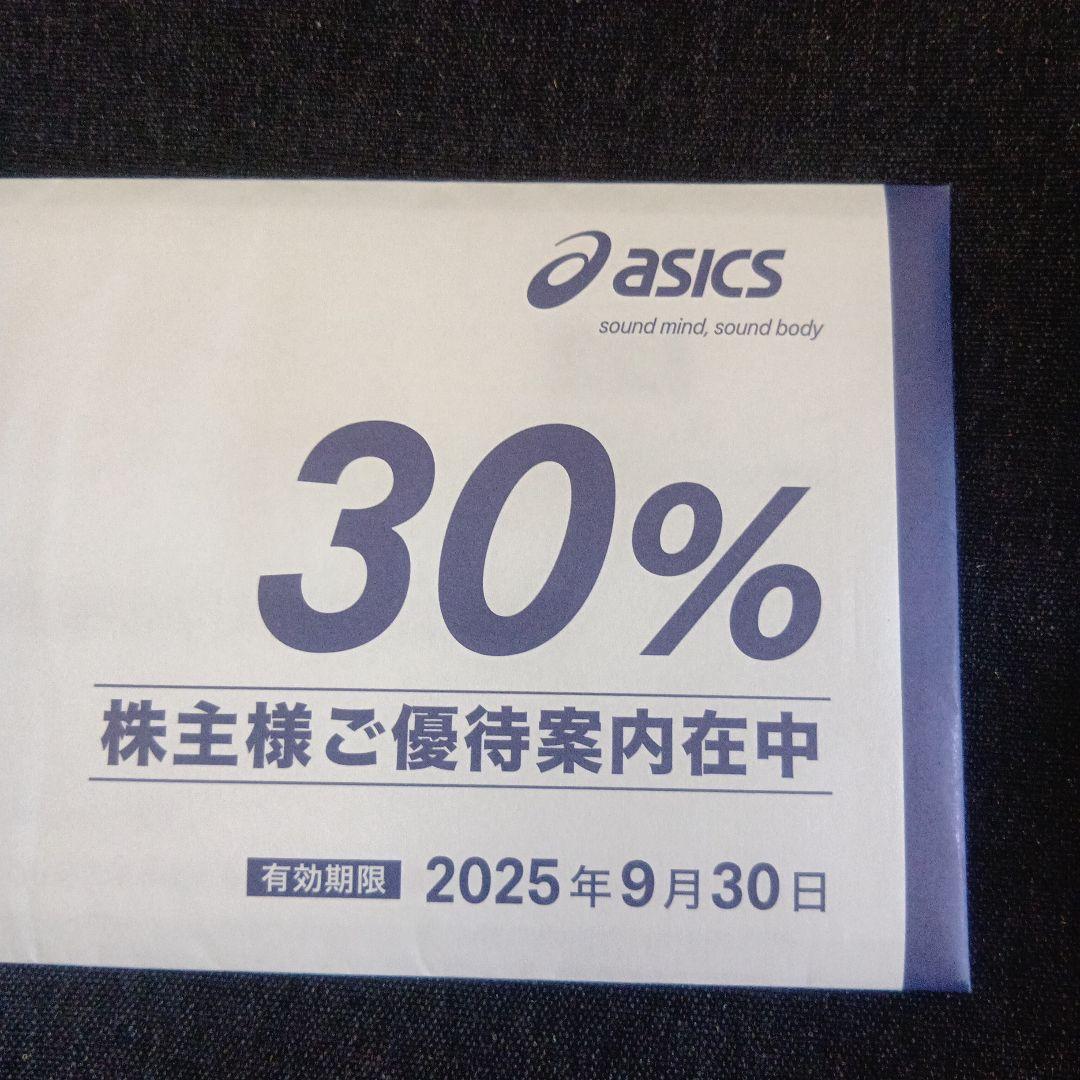 asics
sound mind, sound body
30%
株主様ご優待案内在中
有効期限 2025年9月30日